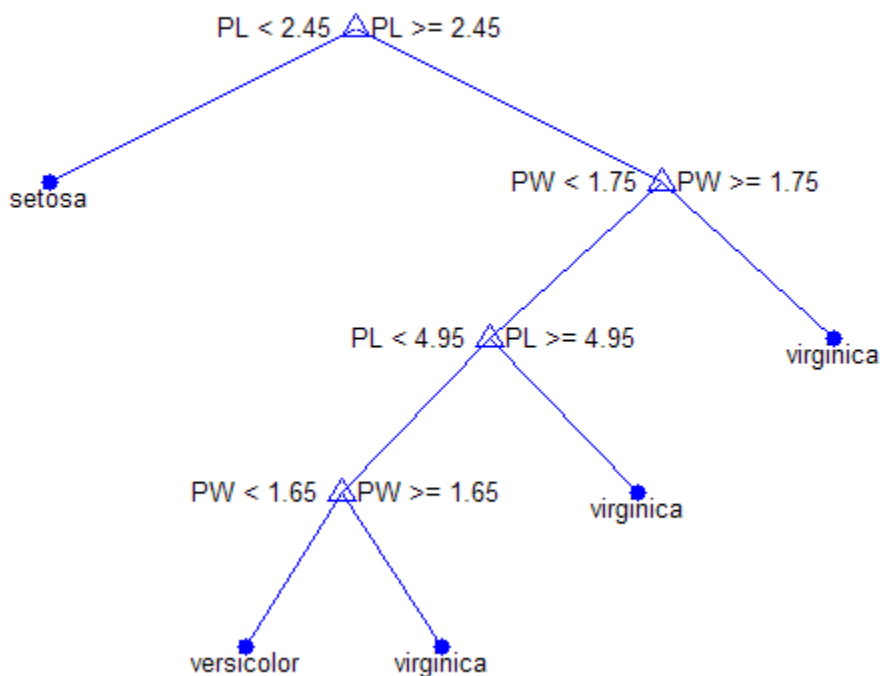 PL < 2.45 PL >= 2.45
setosa
PW < 1.75 PW >= 1.75
PL < 4.95 PL >= 4.95
virginica
PW < 1.65 PW >= 1.65
virginica
versicolor
virginica